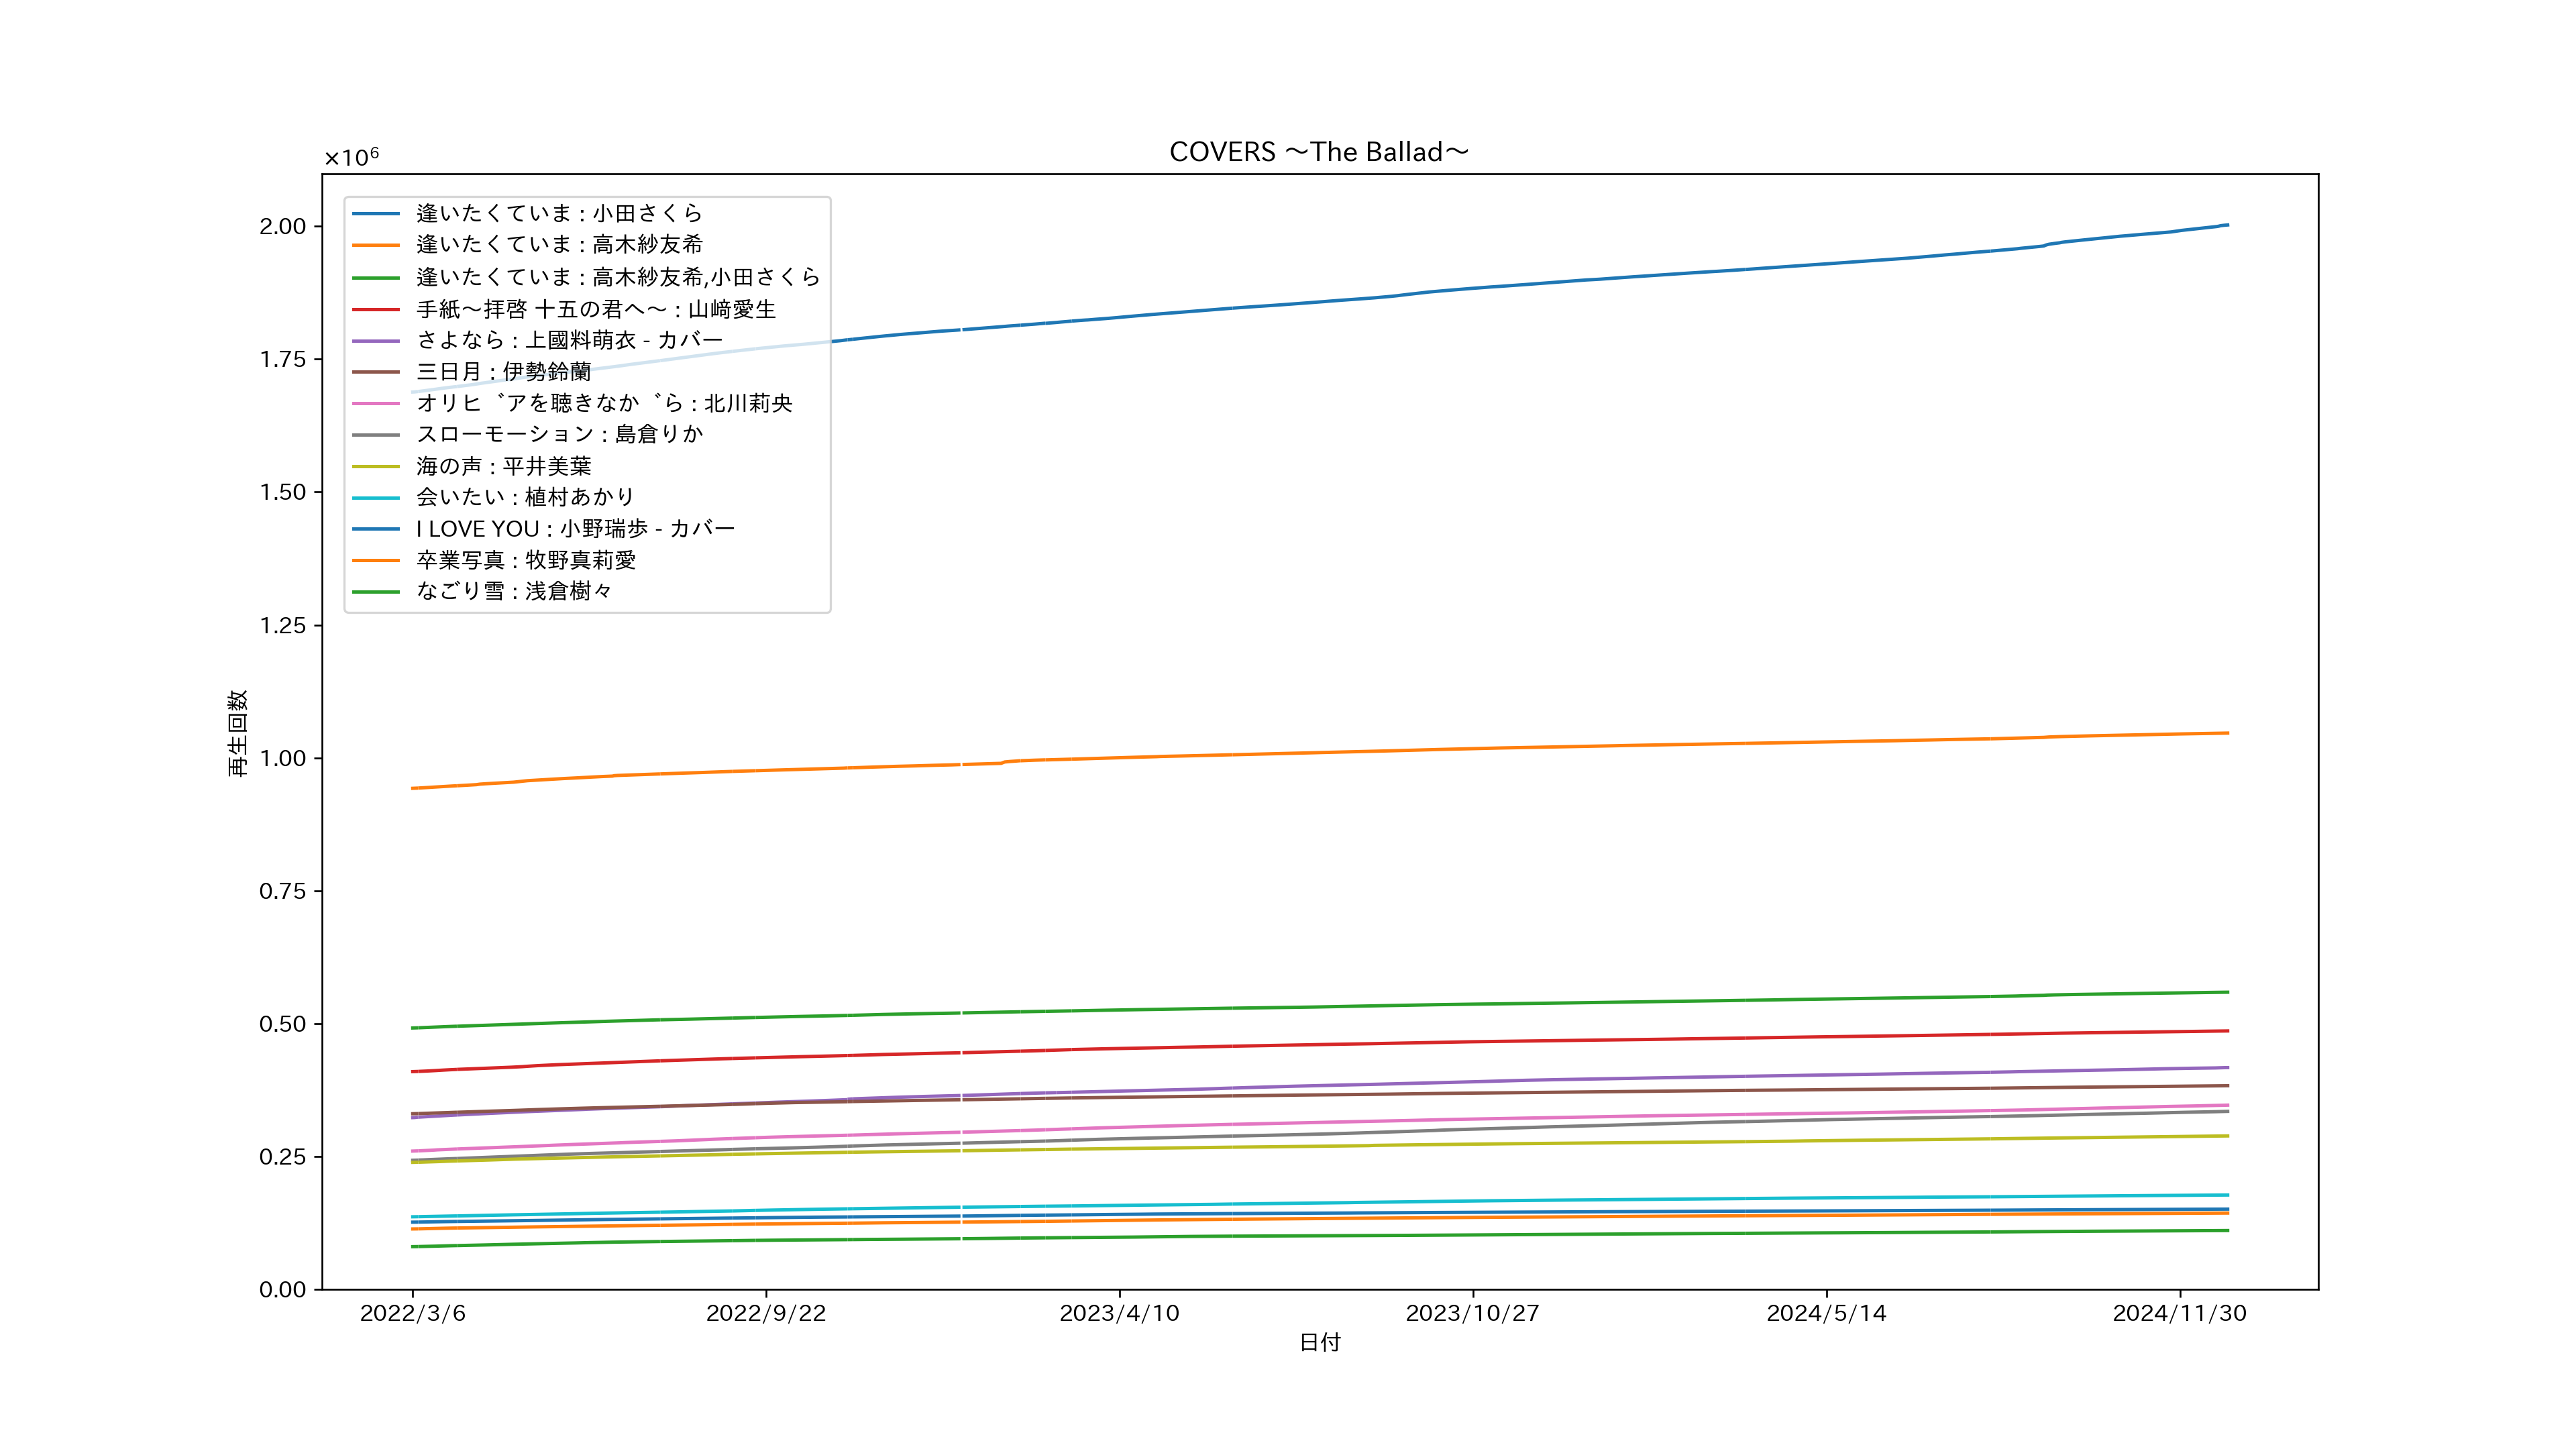 COVERS ～The Ballad～
×10⁶
逢いたくていま : 小田さくら
逢いたくていま : 高木紗友希
逢いたくていま : 高木紗友希,小田さくら
手紙～拝啓 十五の君へ～ : 山﨑愛生
さよなら : 上國料萌衣 - カバー
三日月 : 伊勢鈴蘭
オリヒ゛アを聴きなか゛ら : 北川莉央
スローモーション : 島倉りか
海の声 : 平井美葉
会いたい : 植村あかり
I LOVE YOU : 小野瑞歩 - カバー
卒業写真 : 牧野真莉愛
なごり雪 : 浅倉樹々
2.00
1.75
1.50
1.25
1.00
0.75
0.50
0.25
0.00
再生回数
2022/3/6 2022/9/22 2023/4/10 2023/10/27 2024/5/14 2024/11/30
日付